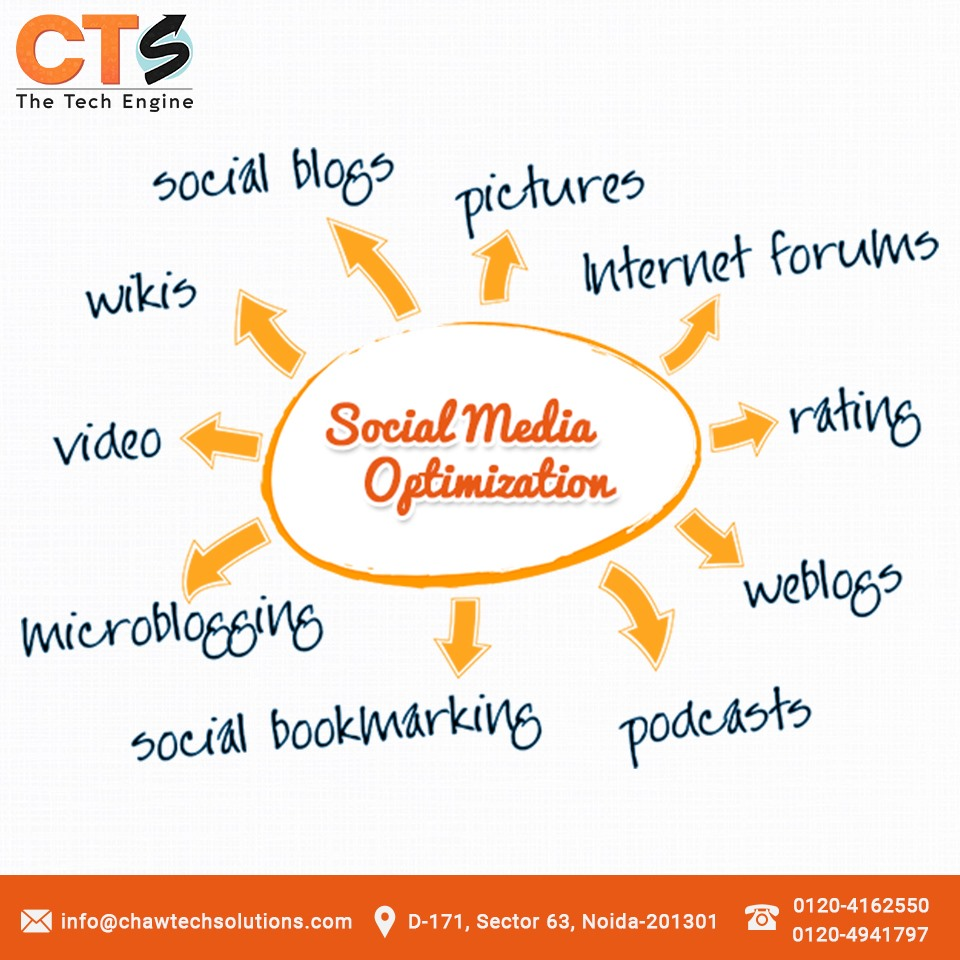 CTS
The Tech Engine
social blogs
pictures
Internet forums
wikis
rating
video
Social Media
Optimization
weblogs
microblogging
podcasts
social bookmarking
info@chawtechsolutions.com
D-171, Sector 63, Noida-201301
0120-4162550
0120-4941797